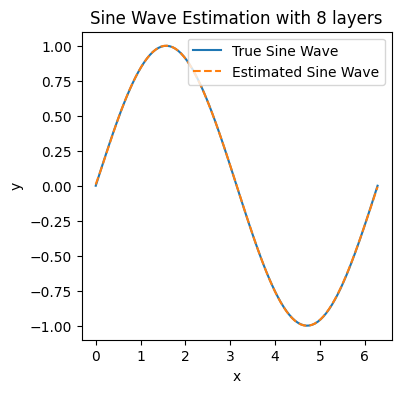 Sine Wave Estimation with 8 layers
True Sine Wave
Estimated Sine Wave
1.00
0.75
0.50
0.25
0.00
−0.25
−0.50
−0.75
−1.00
y
0 1 2 3 4 5 6
x